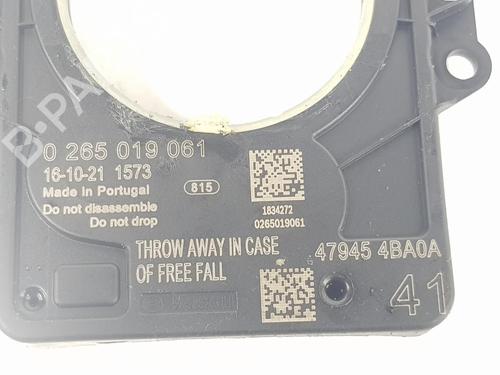 0 265 019 061
16-10-21 1573
Made in Portugal
815
Do not disassemble
Do not drop
1834272
0265019061
THROW AWAY IN CASE
OF FREE FALL
47945 4BA0A
41